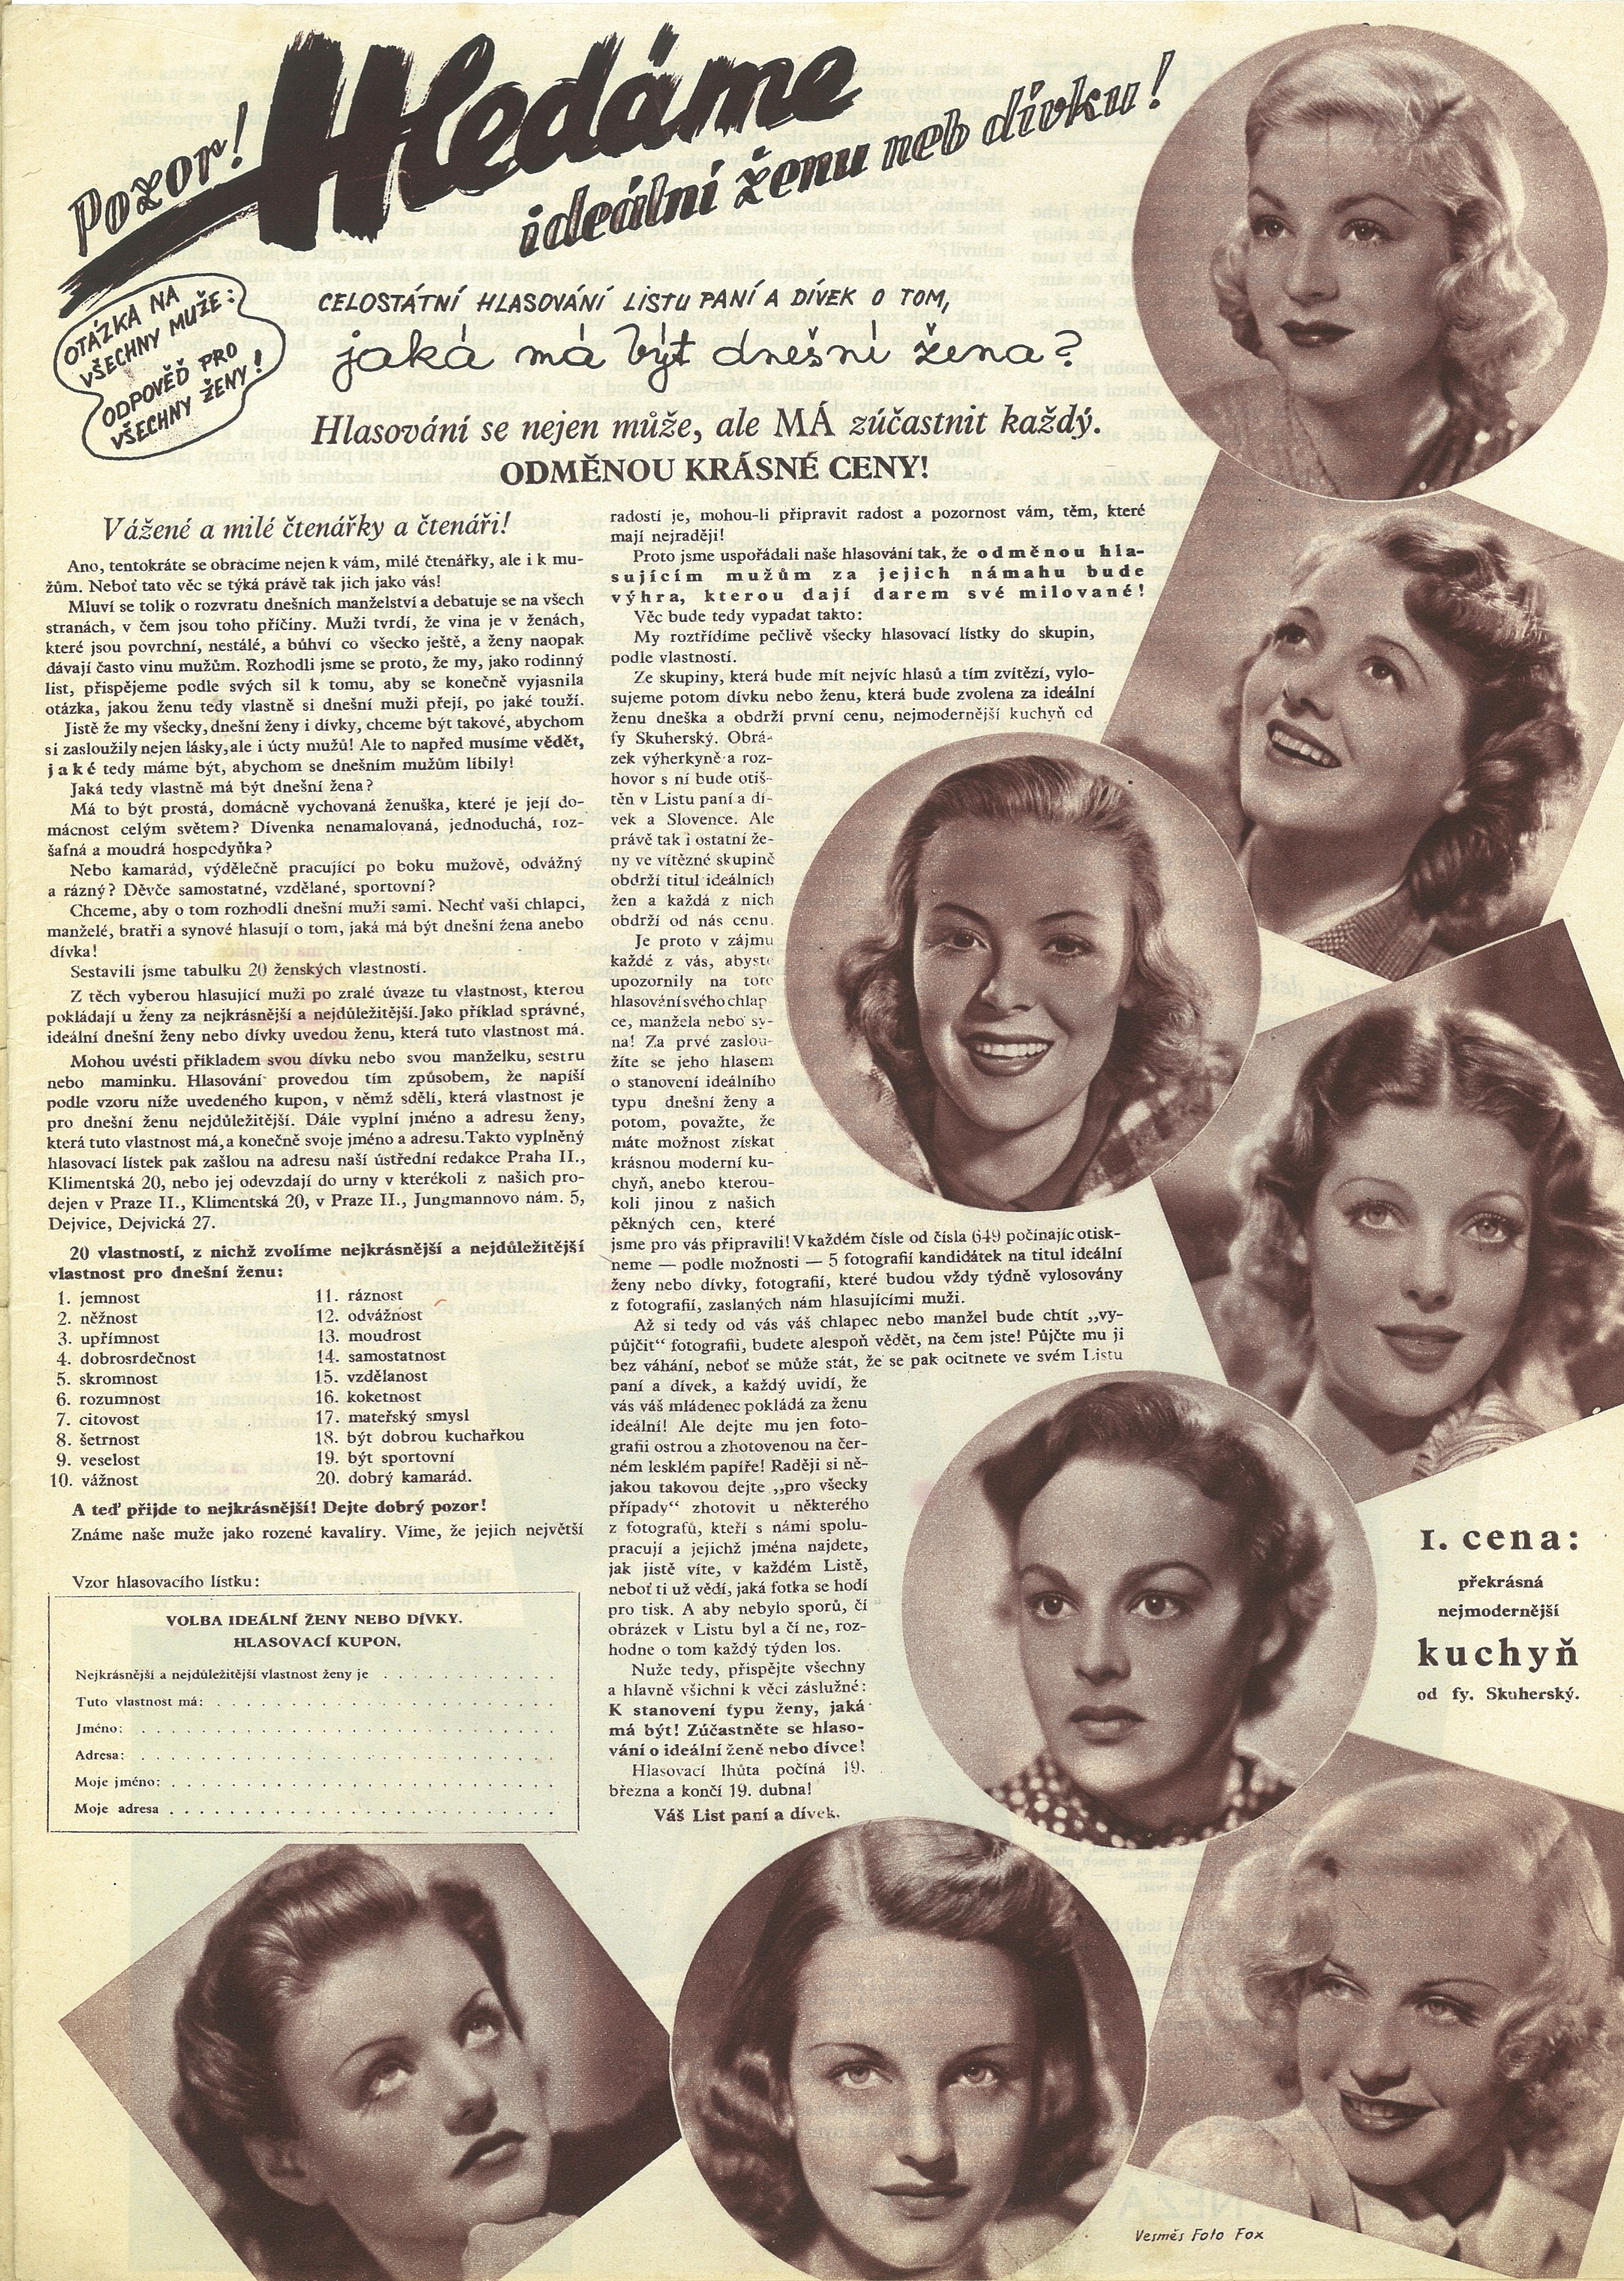 Pozor! Hledáme
ideální ženu neb dívku!
OTÁZKA NA
VŠECHNY MUŽE:
ODPOVĚĎ PRO
VŠECHNY ŽENY!
CELOSTÁTNÍ HLASOVÁNÍ LISTU PANÍ A DÍVEK O TOM,
jaká má být dnešní žena?
Hlasování se nejen může, ale MÁ zúčastnit každý.
ODMĚNOU KRÁSNÉ CENY!
Vážené a milé čtenářky a čtenáři!
Ano, tentokráte se obracíme nejen k vám, milé čtenářky, ale i k mu-
žům. Neboť tato věc se týká právě tak jich jako vás!
Mluví se tolik o rozvratu dnešních manželství a debatuje se na všech
stranách, v čem jsou toho příčiny. Muži tvrdí, že vina je v ženách,
které jsou povrchní, nestálé, a bůhví co všecko ještě, a ženy naopak
dávají často vinu mužům. Rozhodli jsme se proto, že my, jako rodinný
list, přispějeme podle svých sil k tomu, aby se konečně vyjasnila
otázka, jakou ženu tedy vlastně si dnešní muži přejí, po jaké touží.
Jistě že my všecky, dnešní ženy i dívky, chceme být takové, abychom
si zasloužily nejen lásky, ale i úcty mužů! Ale to napřed musíme vědět,
jaké tedy máme být, abychom se dnešním mužům líbily!
Jaká tedy vlastně má být dnešní žena?
Má to být prostá, domácně vychovaná ženuška, které je její do-
mácnost celým světem? Dívenka nenamalovaná, jednoduchá, roz-
šafná a moudrá hospodyňka?
Nebo kamarád, výdělečně pracující po boku mužově, odvážný
a rázný? Děvče samostatné, vzdělané, sportovní?
Chceme, aby o tom rozhodli dnešní muži sami. Nechť vaši chlapci,
manželé, bratři a synové hlasují o tom, jaká má být dnešní žena anebo
dívka!
Sestavili jsme tabulku 20 ženských vlastností.
Z těch vyberou hlasující muži po zralé úvaze tu vlastnost, kterou
pokládají u ženy za nejkrásnější a nejdůležitější. Jako příklad správné,
ideální dnešní ženy nebo dívky uvedou ženu, která tuto vlastnost má.
Mohou uvésti příkladem svou dívku nebo svou manželku, sestru
nebo maminku. Hlasování provedou tím způsobem, že napíší
podle vzoru níže uvedeného kupon, v němž sdělí, která vlastnost je
pro dnešní ženu nejdůležitější. Dále vyplní jméno a adresu ženy,
která tuto vlastnost má, a konečně svoje jméno a adresu. Takto vyplněný
hlasovací lístek pak zašlou na adresu naší ústřední redakce Praha II.,
Klimentská 20, nebo jej odevzdají do urny v kterékoli z našich pro-
dejen v Praze II., Klimentská 20, v Praze II., Jungmannovo nám. 5,
Dejvice, Dejvická 27.
20 vlastností, z nichž zvolíme nejkrásnější a nejdůležitější
vlastnost pro dnešní ženu:
1. jemnost
2. něžnost
3. upřímnost
4. dobrosrdečnost
5. skromnost
6. rozumnost
7. citovost
8. šetrnost
9. veselost
10. vážnost
11. ráznost
12. odvážnost
13. moudrost
14. samostatnost
15. vzdělanost
16. koketnost
17. mateřský smysl
18. být dobrou kuchařkou
19. být sportovní
20. dobrý kamarád.
A teď přijde to nejkrásnější! Dejte dobrý pozor!
Známe naše muže jako rozené kavalíry. Víme, že jejich největší
Vzor hlasovacího lístku:
VOLBA IDEÁLNÍ ŽENY NEBO DÍVKY.
HLASOVACÍ KUPON.
Nejkrásnější a nejdůležitější vlastnost ženy je . . . . . . . . . . . .
Tuto vlastnost má: . . . . . . . . . . . . . . . . . . . . . . . .
Jméno: . . . . . . . . . . . . . . . . . . . . . . . . . . . . .
Adresa: . . . . . . . . . . . . . . . . . . . . . . . . . . . . .
Moje jméno: . . . . . . . . . . . . . . . . . . . . . . . . . . .
Moje adresa . . . . . . . . . . . . . . . . . . . . . . . . . . .
radostí je, mohou-li připravit radost a pozornost vám, těm, které
mají nejraději!
Proto jsme uspořádali naše hlasování tak, že odměnou hla-
sujícím mužům za jejich námahu bude
výhra, kterou dají darem své milované!
Věc bude tedy vypadat takto:
My roztřídíme pečlivě všecky hlasovací lístky do skupin,
podle vlastností.
Ze skupiny, která bude mít nejvíc hlasů a tím zvítězí, vylo-
sujeme potom dívku nebo ženu, která bude zvolena za ideální
ženu dneška a obdrží první cenu, nejmodernější kuchyň od
fy Skuherský. Obrá-
zek výherkyně a roz-
hovor s ní bude otiš-
těn v Listu paní a dí-
vek a Slovence. Ale
právě tak i ostatní že-
ny ve vítězné skupině
obdrží titul ideálních
žen a každá z nich
obdrží od nás cenu.
Je proto v zájmu
každé z vás, abyste
upozornily na toto
hlasování svého chlap
ce, manžela nebo sy-
na! Za prvé zaslou-
žíte se jeho hlasem
o stanovení ideálního
typu dnešní ženy a
potom, považte, že
máte možnost získat
krásnou moderní ku-
chyň, anebo kterou-
koli jinou z našich
pěkných cen, které
jsme pro vás připravili! V každém čísle od čísla 649 počínajíc otisk-
neme — podle možnosti — 5 fotografií kandidátek na titul ideální
ženy nebo dívky, fotografií, které budou vždy týdně vylosovány
z fotografií, zaslaných nám hlasujícími muži.
Až si tedy od vás váš chlapec nebo manžel bude chtít „vy-
půjčit“ fotografii, budete alespoň vědět, na čem jste! Půjčte mu ji
bez váhání, neboť se může stát, že se pak ocitnete ve svém Listu
paní a dívek, a každý uvidí, že
vás váš mládenec pokládá za ženu
ideální! Ale dejte mu jen foto-
grafii ostrou a zhotovenou na čer-
ném lesklém papíře! Raději si ně-
jakou takovou dejte „pro všecky
případy“ zhotovit u některého
z fotografů, kteří s námi spolu-
pracují a jejichž jména najdete,
jak jistě víte, v každém Listě,
neboť ti už vědí, jaká fotka se hodí
pro tisk. A aby nebylo sporů, čí
obrázek v Listu byl a čí ne, roz-
hodne o tom každý týden los.
Nuže tedy, přispějte všechny
a hlavně všichni k věci záslužné:
K stanovení typu ženy, jaká
má být! Zúčastněte se hlaso-
vání o ideální ženě nebo dívce!
Hlasovací lhůta počíná 19.
března a končí 19. dubna!
Váš List paní a dívek.
1. cena:
překrásná
nejmodernější
kuchyň
od fy. Skuherský.
Vesměs Foto Fox